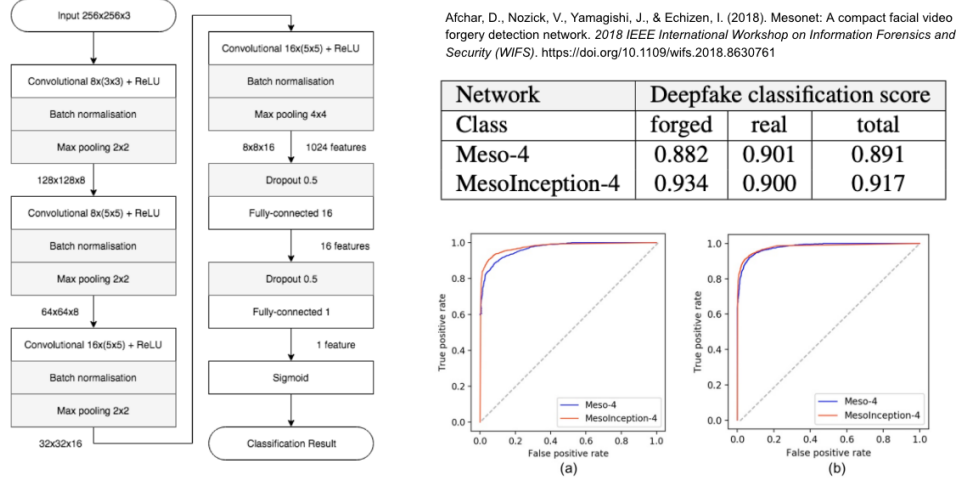 Input 256x256x3
Convolutional 8x(3x3) + ReLU
Batch normalisation
Max pooling 2x2
128x128x8
Convolutional 8x(5x5) + ReLU
Batch normalisation
Max pooling 2x2
64x64x8
Convolutional 16x(5x5) + ReLU
Batch normalisation
Max pooling 2x2
32x32x16
Convolutional 16x(5x5) + ReLU
Batch normalisation
Max pooling 4x4
8x8x16 1024 features
Dropout 0.5
Fully-connected 16
16 features
Dropout 0.5
Fully-connected 1
1 feature
Sigmoid
Classification Result
Afchar, D., Nozick, V., Yamagishi, J., & Echizen, I. (2018). Mesonet: A compact facial video
forgery detection network. 2018 IEEE International Workshop on Information Forensics and
Security (WIFS). https://doi.org/10.1109/wifs.2018.8630761
Network Deepfake classification score
Class forged real total
Meso-4 0.882 0.901 0.891
MesoInception-4 0.934 0.900 0.917
True positive rate
1.0
0.8
0.6
0.4
0.2
0.0
Meso-4
MesoInception-4
0.0 0.2 0.4 0.6 0.8 1.0
False positive rate
(a)
True positive rate
1.0
0.8
0.6
0.4
0.2
0.0
Meso-4
MesoInception-4
0.0 0.2 0.4 0.6 0.8 1.0
False positive rate
(b)